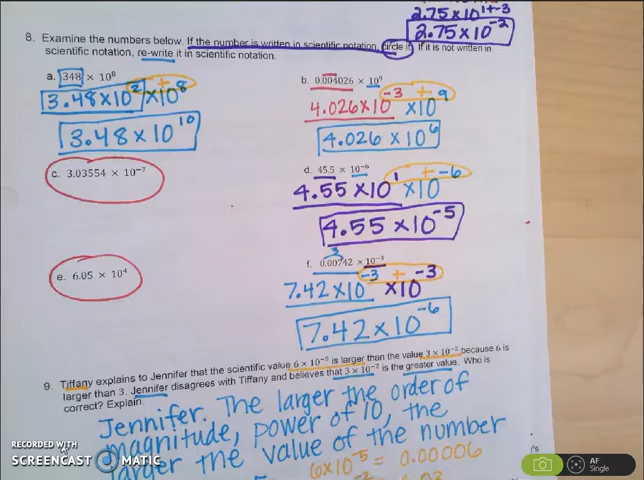 2.75 × 10^1+-3
2.75 × 10^-2
8. Examine the numbers below. If the number is written in scientific notation, circle it. If it is not written in
scientific notation, re-write it in scientific notation.
a. 348 × 10^8
3.48 × 10^2 × 10^8
+
3.48 × 10^10
b. 0.004026 × 10^9
4.026 × 10^-3 + 9
× 10
4.026 × 10^6
c. 3.03554 × 10^-7
d. 45.5 × 10^-6
4.55 × 10^1 + -6
× 10
4.55 × 10^-5
e. 6.05 × 10^4
f. 0.00742 × 10^-3
3
7.42 × 10^-3 + -3
× 10
7.42 × 10^-6
9. Tiffany explains to Jennifer that the scientific value 6 × 10^-5 is larger than the value 3 × 10^-2 because 6 is
larger than 3. Jennifer disagrees with Tiffany and believes that 3 × 10^-2 is the greater value. Who is
correct? Explain.
Jennifer. The larger the order of
magnitude, power of 10, the
larger the value of the number
6 × 10^-5 = 0.00006
RECORDED WITH
SCREENCAST MATIC
AF
Single